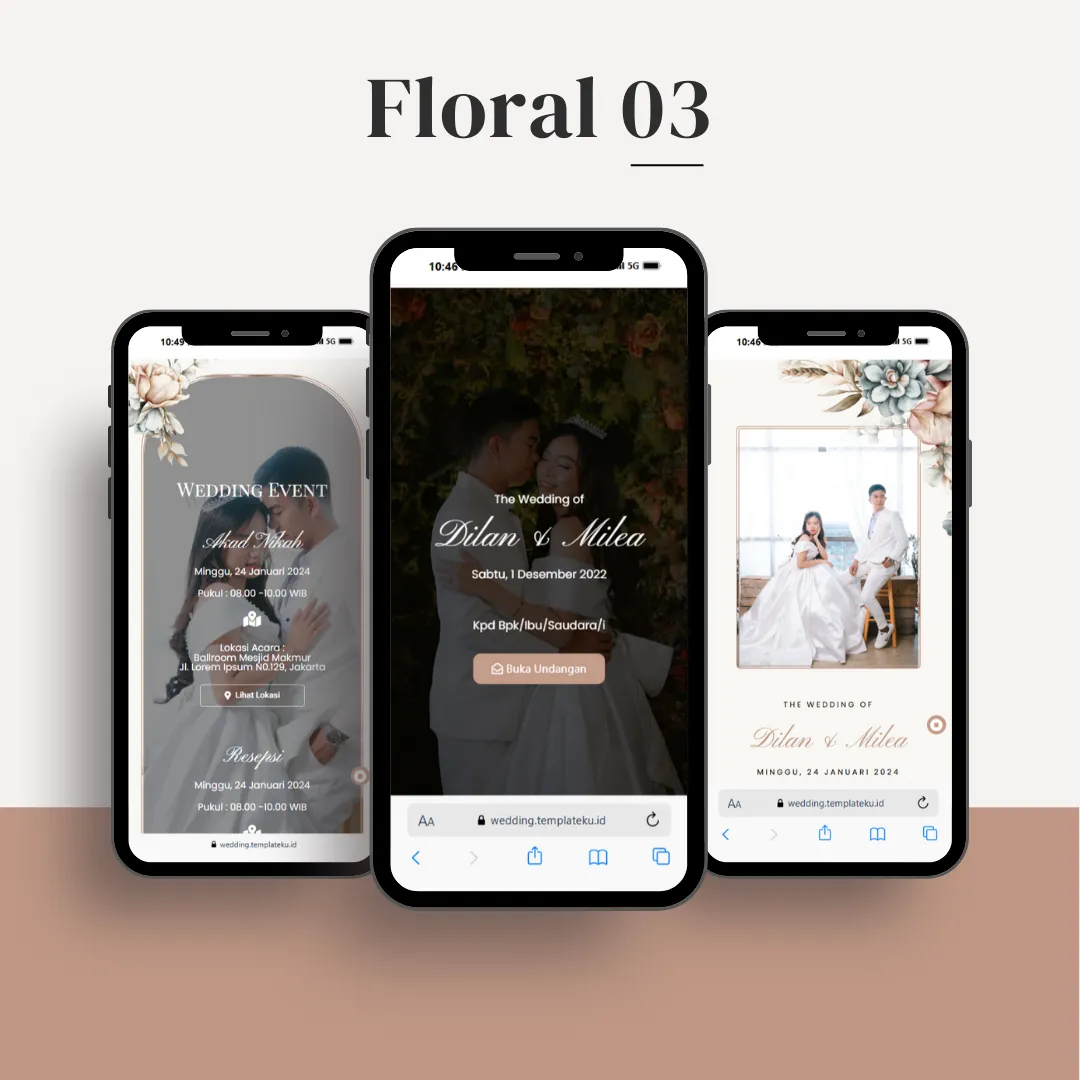 Floral 03
10:49
5G
WEDDING EVENT
Akad Nikah
Minggu, 24 Januari 2024
Pukul : 08.00 -10.00 WIB
Lokasi Acara :
Ballroom Mesjid Makmur
Jl. Lorem Ipsum N0.129, Jakarta
Lihat Lokasi
Resepsi
Minggu, 24 Januari 2024
Pukul : 08.00 -10.00 WIB
wedding.templateku.id
10:46
5G
The Wedding of
Dilan & Milea
Sabtu, 1 Desember 2022
Kpd Bpk/Ibu/Saudara/i
Buka Undangan
AA wedding.templateku.id
10:46
5G
THE WEDDING OF
Dilan & Milea
MINGGU, 24 JANUARI 2024
AA wedding.templateku.id